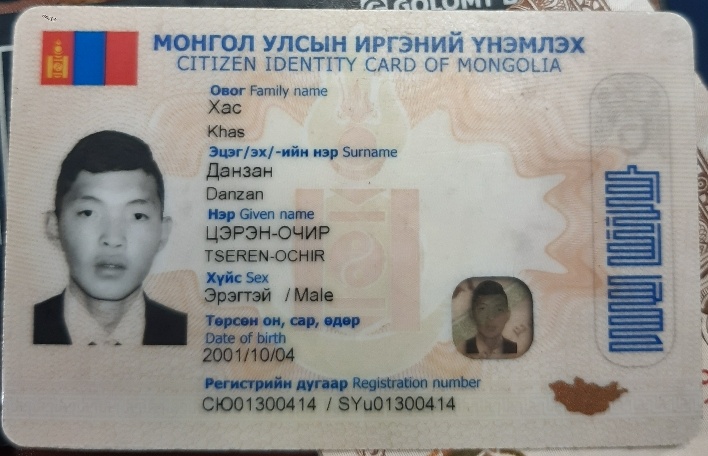 GOLOMT
МОНГОЛ УЛСЫН ИРГЭНИЙ ҮНЭМЛЭХ
CITIZEN IDENTITY CARD OF MONGOLIA
Овог Family name
Хас
Khas
Эцэг/эх/-ийн нэр Surname
Данзан
Danzan
Нэр Given name
ЦЭРЭН-ОЧИР
TSEREN-OCHIR
Хүйс Sex
Эрэгтэй / Male
Төрсөн он, сар, өдөр
Date of birth
2001/10/04
Регистрийн дугаар Registration number
СЮ01300414 / SYu01300414